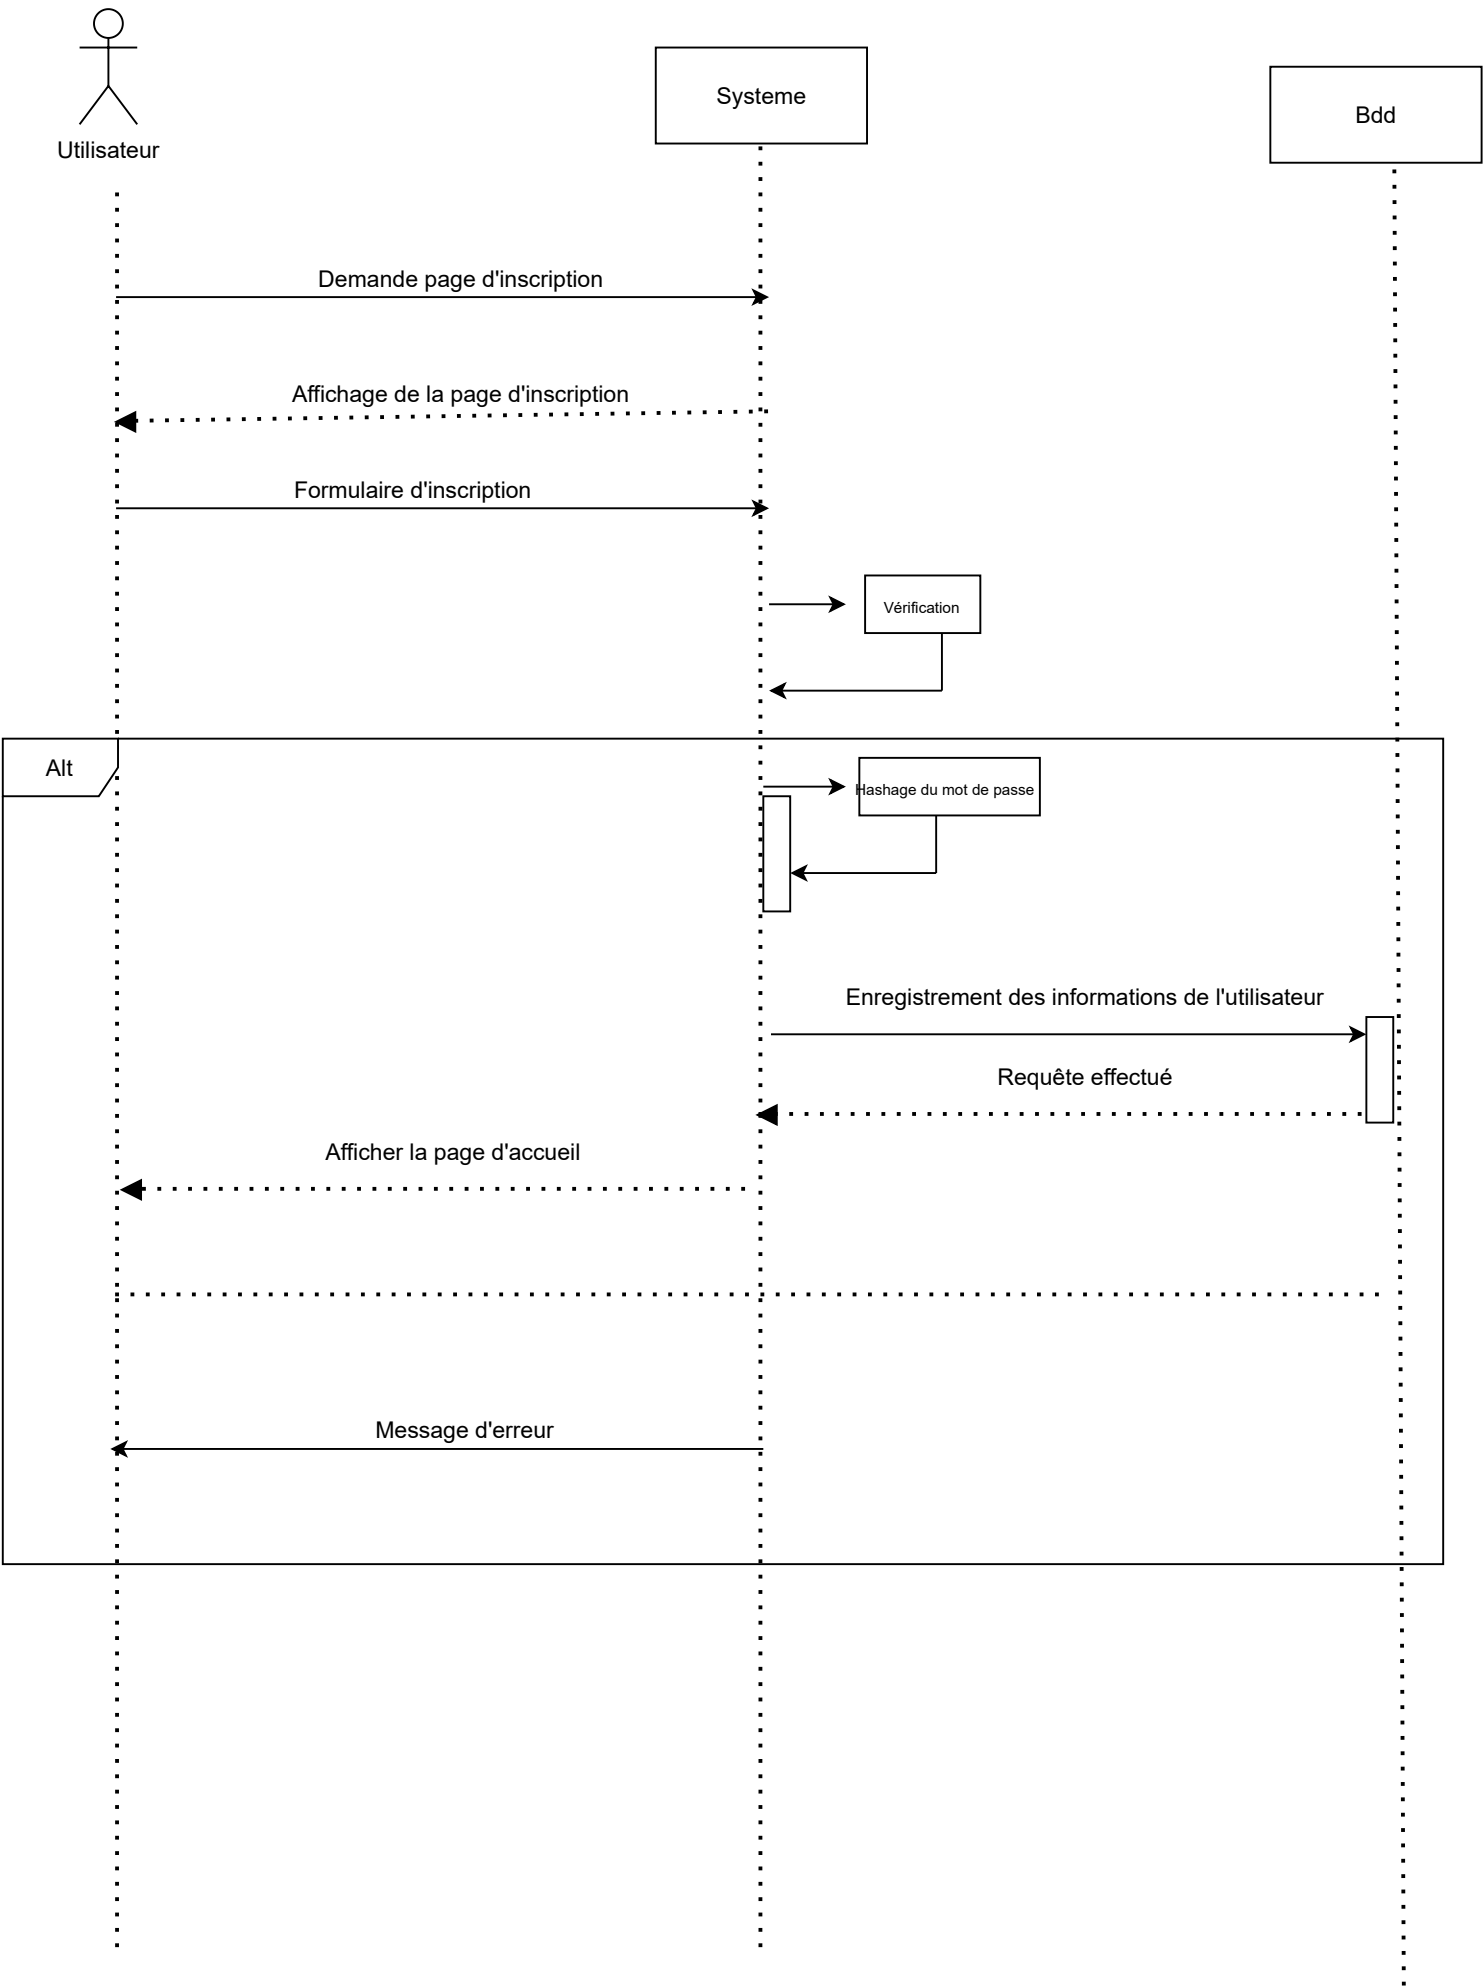 Utilisateur
Systeme
Bdd
Demande page d'inscription
Affichage de la page d'inscription
Formulaire d'inscription
Vérification
Alt
Hashage du mot de passe
Enregistrement des informations de l'utilisateur
Requête effectué
Afficher la page d'accueil
Message d'erreur